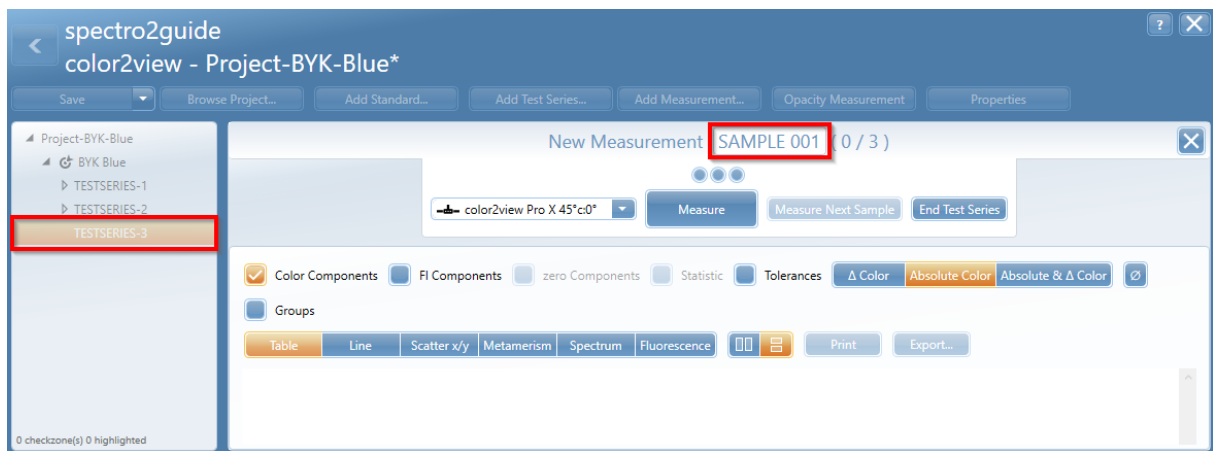 spectro2guide
color2view - Project-BYK-Blue*
?
Save Browse Project... Add Standard... Add Test Series... Add Measurement... Opacity Measurement Properties
Project-BYK-Blue
BYK Blue
TESTSERIES-1
TESTSERIES-2
TESTSERIES-3
0 checkzone(s) 0 highlighted
New Measurement SAMPLE 001 ( 0 / 3 )
color2view Pro X 45°c:0° Measure Measure Next Sample End Test Series
Color Components FI Components zero Components Statistic Tolerances Δ Color Absolute Color Absolute & Δ Color Ø
Groups
Table Line Scatter x/y Metamerism Spectrum Fluorescence Print Export...